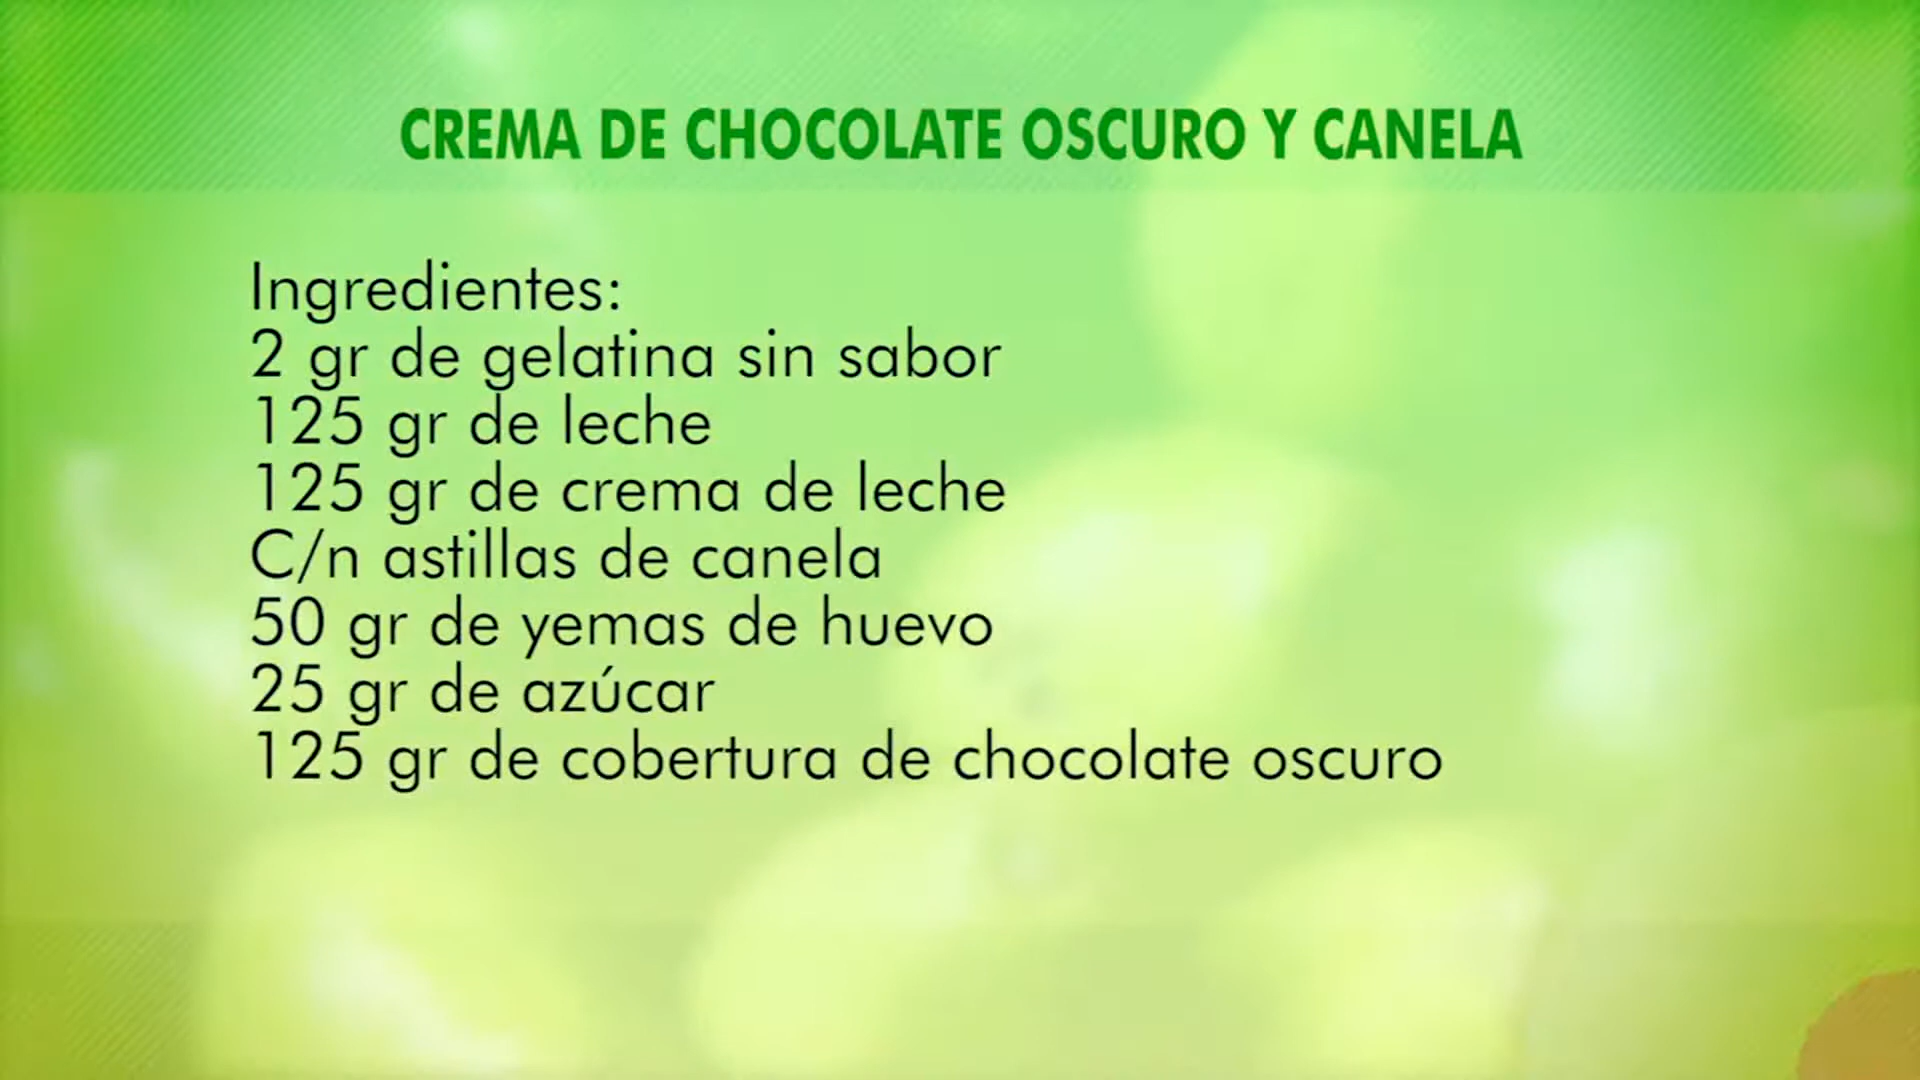 CREMA DE CHOCOLATE OSCURO Y CANELA
Ingredientes:
2 gr de gelatina sin sabor
125 gr de leche
125 gr de crema de leche
C/n astillas de canela
50 gr de yemas de huevo
25 gr de azúcar
125 gr de cobertura de chocolate oscuro